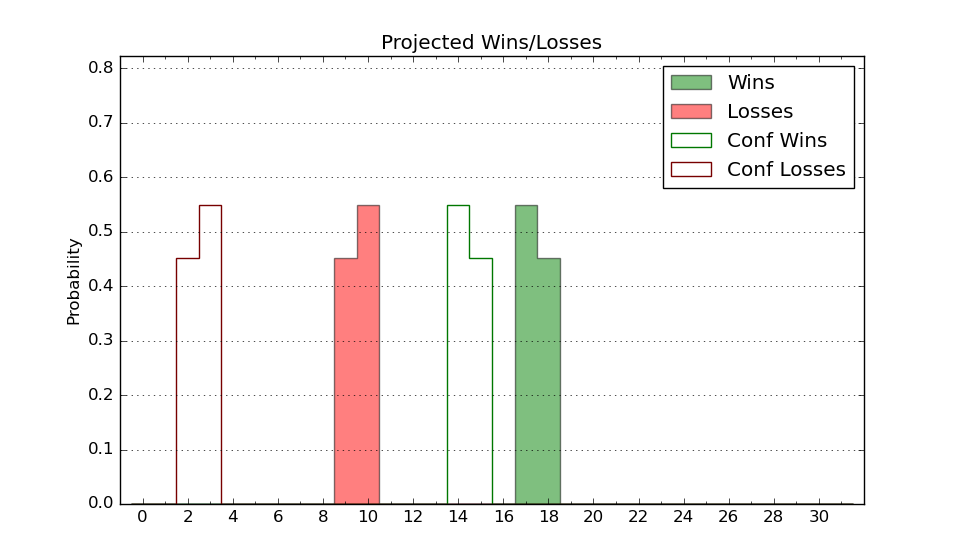 Projected Wins/Losses
0.8
0.7
0.6
0.5
0.4
0.3
0.2
0.1
0.0
Probability
Wins
Losses
Conf Wins
Conf Losses
0 2 4 6 8 10 12 14 16 18 20 22 24 26 28 30